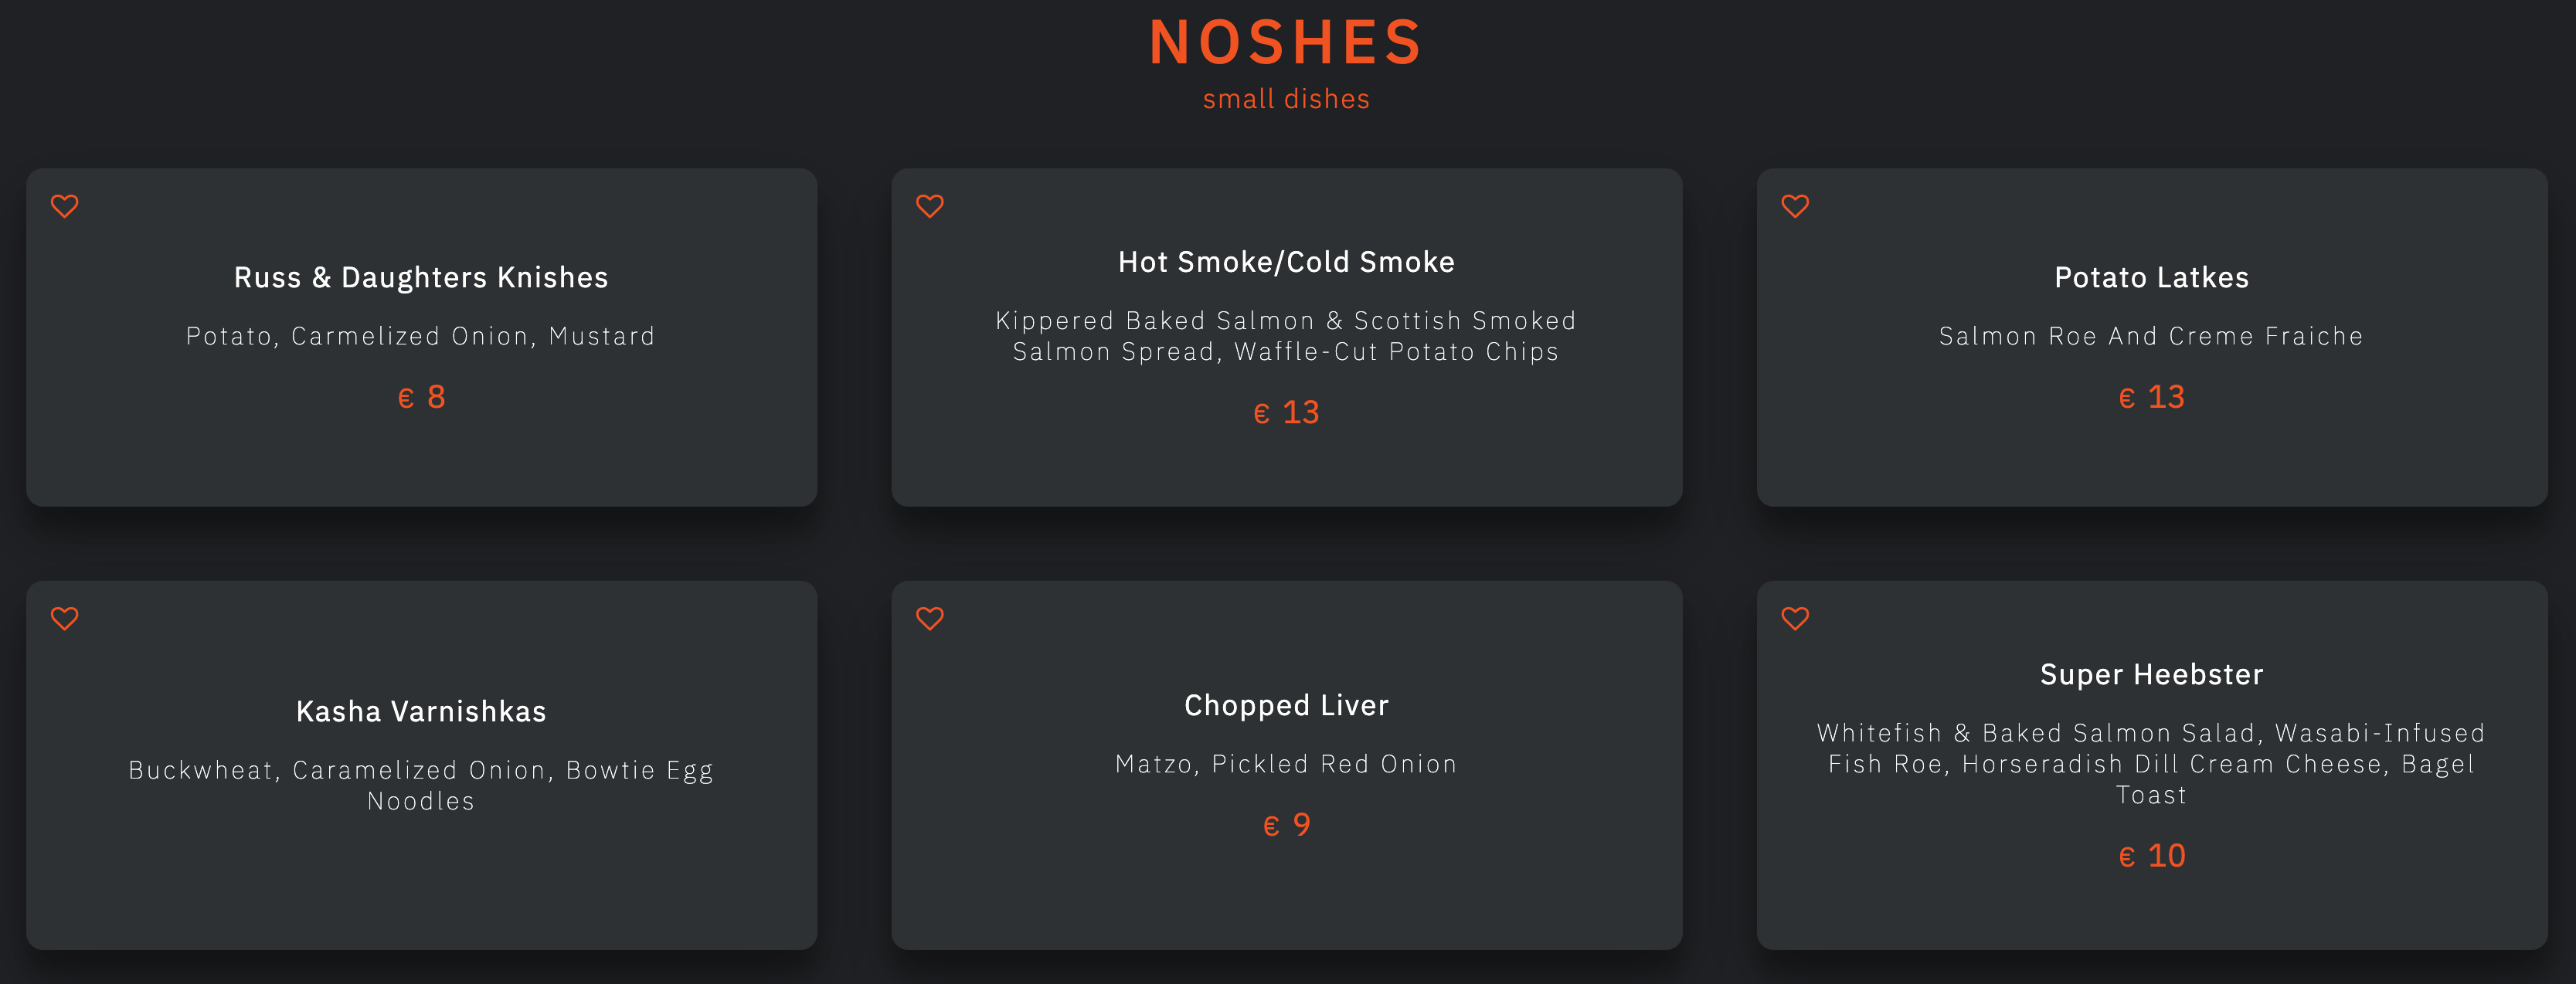 NOSHES
small dishes
Russ & Daughters Knishes
Potato, Carmelized Onion, Mustard
€ 8
Hot Smoke/Cold Smoke
Kippered Baked Salmon & Scottish Smoked
Salmon Spread, Waffle-Cut Potato Chips
€ 13
Potato Latkes
Salmon Roe And Creme Fraiche
€ 13
Kasha Varnishkas
Buckwheat, Caramelized Onion, Bowtie Egg
Noodles
Chopped Liver
Matzo, Pickled Red Onion
€ 9
Super Heebster
Whitefish & Baked Salmon Salad, Wasabi-Infused
Fish Roe, Horseradish Dill Cream Cheese, Bagel
Toast
€ 10